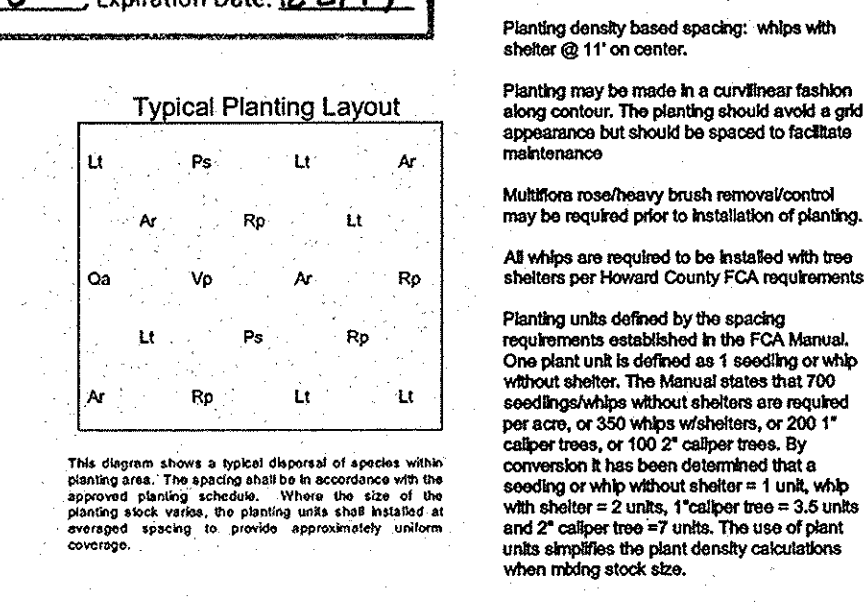 Expiration Date:
Typical Planting Layout
Lt Ps Lt Ar
Ar Rp Lt
Qa Vp Ar Rp
Lt Ps Rp
Ar Rp Lt Lt
This diagram shows a typical dispersal of species within
planting area. The spacing shall be in accordance with the
approved planting schedule. Where the size of the
planting stock varies, the planting units shall installed at
averaged spacing to provide approximately uniform
coverage.
Planting density based spacing: whips with
shelter @ 11' on center.
Planting may be made in a curvilinear fashion
along contour. The planting should avoid a grid
appearance but should be spaced to facilitate
maintenance
Multiflora rose/heavy brush removal/control
may be required prior to installation of planting.
All whips are required to be installed with tree
shelters per Howard County FCA requirements
Planting units defined by the spacing
requirements established in the FCA Manual.
One plant unit is defined as 1 seedling or whip
without shelter. The Manual states that 700
seedlings/whips without shelters are required
per acre, or 350 whips w/shelters, or 200 1"
caliper trees, or 100 2" caliper trees. By
conversion it has been determined that a
seeding or whip without shelter = 1 unit, whip
with shelter = 2 units, 1"caliper tree = 3.5 units
and 2" caliper tree =7 units. The use of plant
units simplifies the plant density calculations
when mixing stock size.